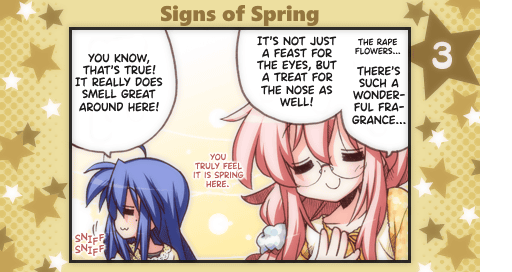 Signs of Spring
3
THE RAPE
FLOWERS...
THERE'S
SUCH A
WONDER-
FUL FRA-
GRANCE...
IT'S NOT JUST
A FEAST FOR
THE EYES, BUT
A TREAT FOR
THE NOSE AS
WELL!
YOU
TRULY FEEL
IT IS SPRING
HERE.
YOU KNOW,
THAT'S TRUE!
IT REALLY DOES
SMELL GREAT
AROUND HERE!
SNIFF
SNIFF